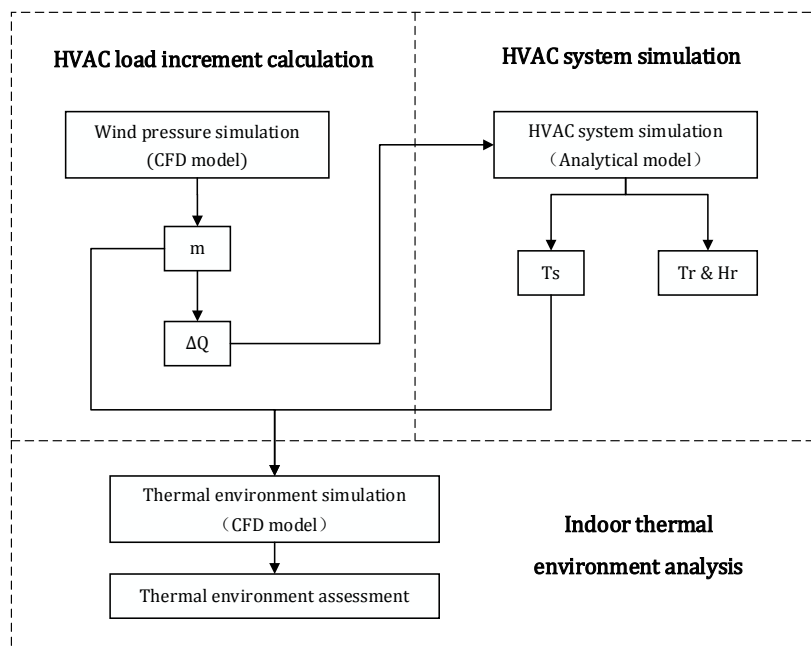 HVAC load increment calculation
Wind pressure simulation
(CFD model)
m
ΔQ
HVAC system simulation
HVAC system simulation
（Analytical model）
Ts
Tr & Hr
Thermal environment simulation
（CFD model）
Thermal environment assessment
Indoor thermal
environment analysis